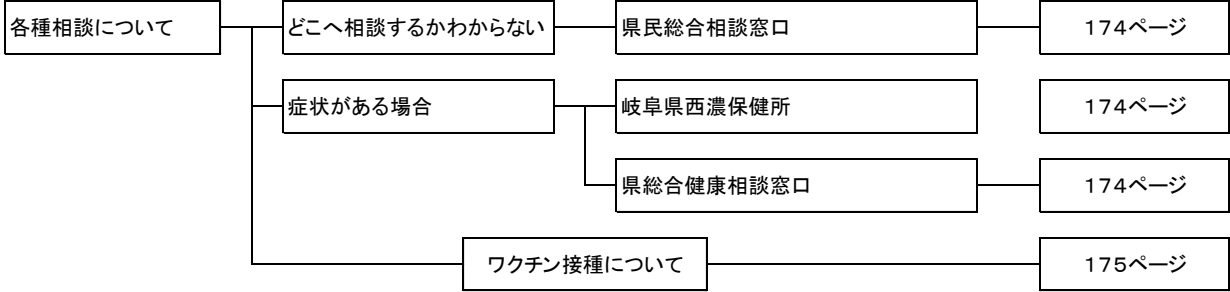 各種相談について
どこへ相談するかわからない
県民総合相談窓口
174ページ
症状がある場合
岐阜県西濃保健所
174ページ
県総合健康相談窓口
174ページ
ワクチン接種について
175ページ